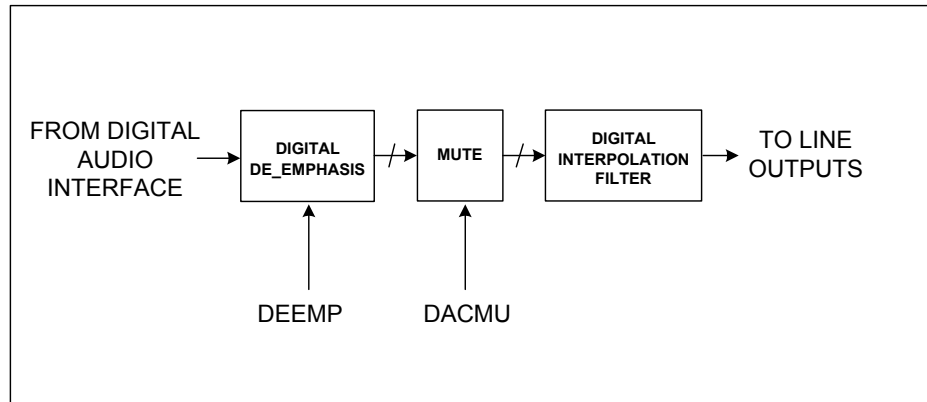 FROM DIGITAL
AUDIO
INTERFACE
DIGITAL
DE_EMPHASIS
MUTE
DIGITAL
INTERPOLATION
FILTER
TO LINE
OUTPUTS
DEEMP
DACMU